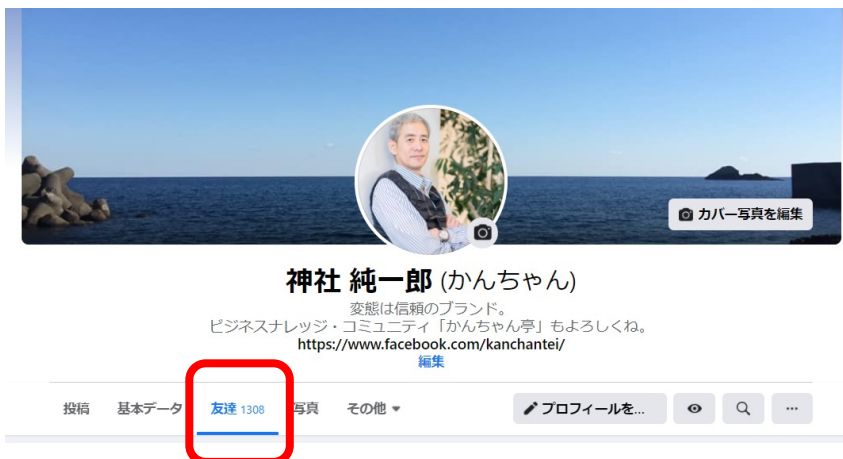 カバー写真を編集
神社 純一郎 (かんちゃん)
変態は信頼のブランド。
ビジネスナレッジ・コミュニティ「かんちゃん亭」もよろしくね。
https://www.facebook.com/kanchantei/
編集
投稿 基本データ 友達 1308 写真 その他 プロフィールを... ...